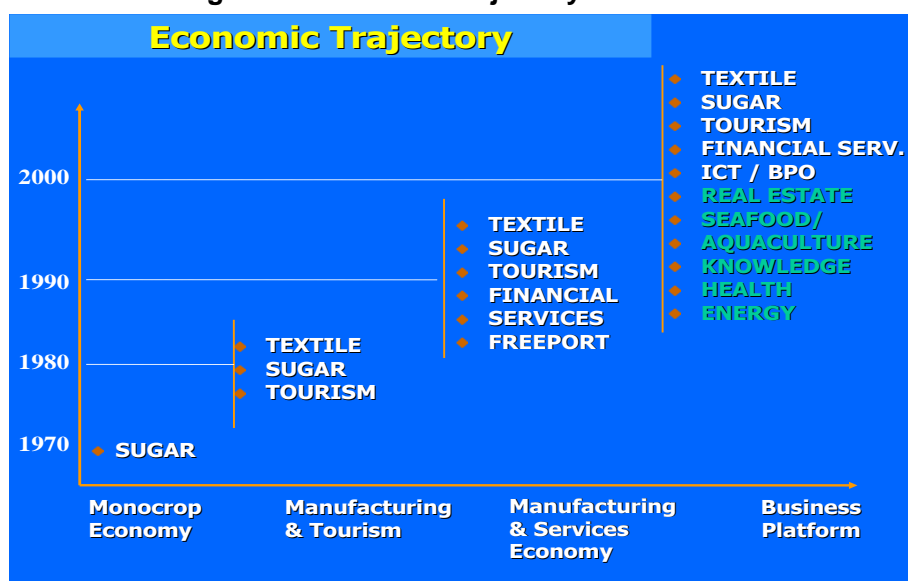 Economic Trajectory
2000
1990
1980
1970
SUGAR
TEXTILE
SUGAR
TOURISM
TEXTILE
SUGAR
TOURISM
FINANCIAL
SERVICES
FREEPORT
TEXTILE
SUGAR
TOURISM
FINANCIAL SERV.
ICT / BPO
REAL ESTATE
SEAFOOD/
AQUACULTURE
KNOWLEDGE
HEALTH
ENERGY
Monocrop
Economy
Manufacturing
& Tourism
Manufacturing
& Services
Economy
Business
Platform